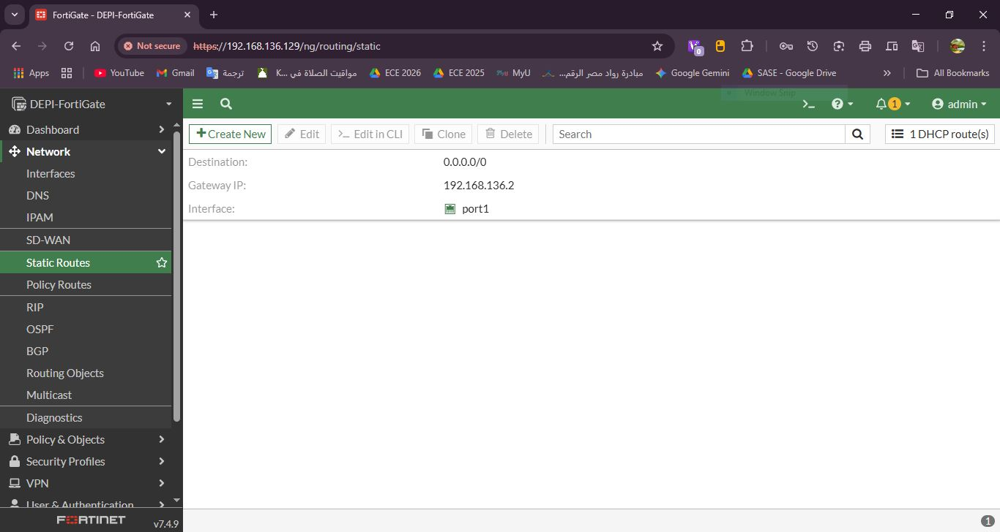 FortiGate - DEPI-FortiGate
Not secure https://192.168.136.129/ng/routing/static
0
Apps YouTube Gmail ترجمة مواقيت الصلاة في K... ECE 2026 ECE 2025 MyU مبادرة رواد مصر الرقم... Google Gemini SASE - Google Drive » All Bookmarks
Window Snip
DEPI-FortiGate
1 admin
Dashboard
Network
Interfaces
DNS
IPAM
SD-WAN
Static Routes
Policy Routes
RIP
OSPF
BGP
Routing Objects
Multicast
Diagnostics
Policy & Objects
Security Profiles
VPN
User & Authentication
FORTINET v7.4.9
Create New Edit Edit in CLI Clone Delete Search 1 DHCP route(s)
Destination: 0.0.0.0/0
Gateway IP: 192.168.136.2
Interface: port1
1